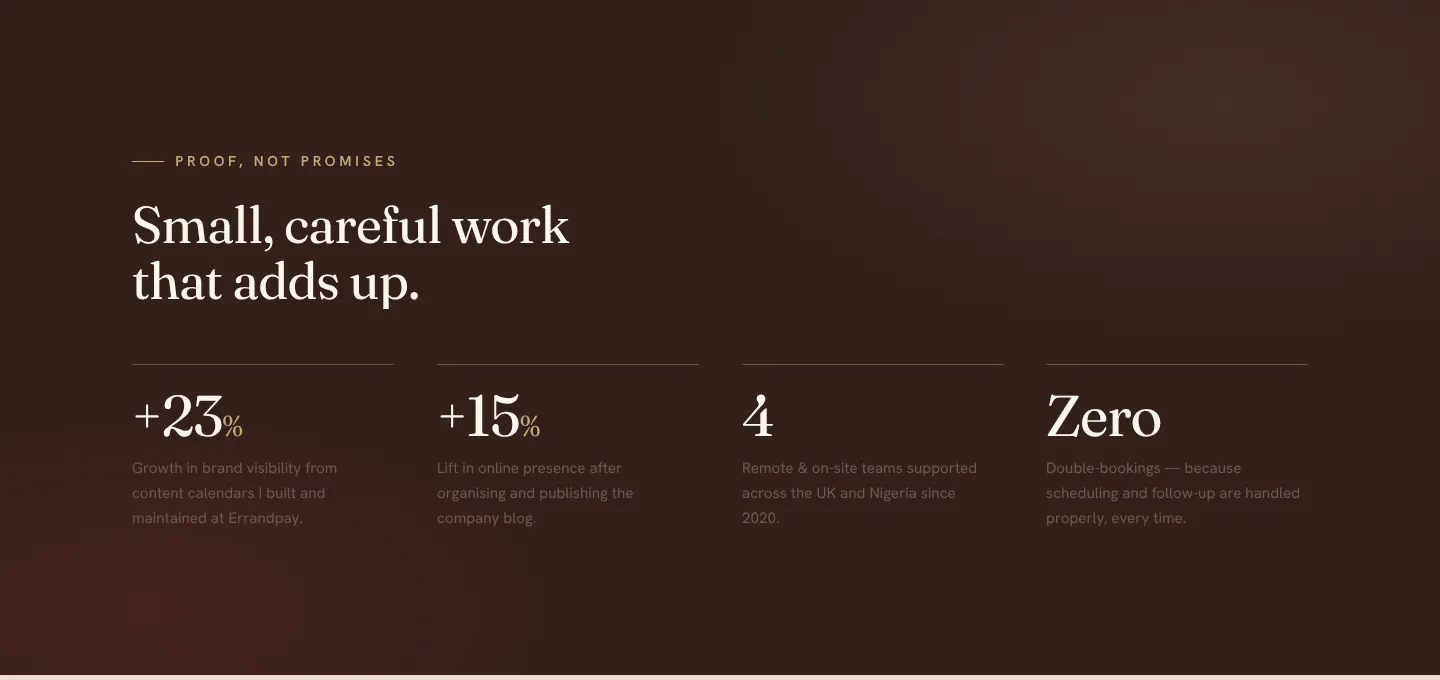 PROOF, NOT PROMISES
Small, careful work
that adds up.
+23%
Growth in brand visibility from
content calendars I built and
maintained at Errandpay.
+15%
Lift in online presence after
organising and publishing the
company blog.
4
Remote & on-site teams supported
across the UK and Nigeria since
2020.
Zero
Double-bookings — because
scheduling and follow-up are handled
properly, every time.